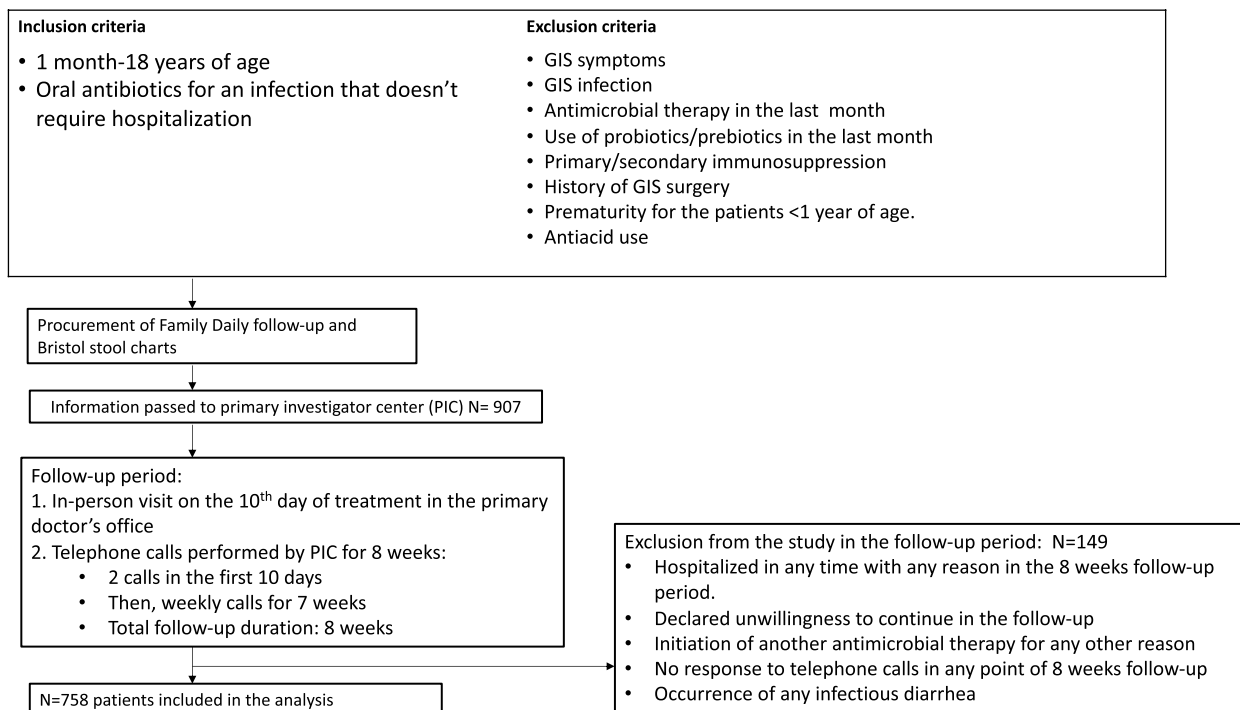 Inclusion criteria
• 1 month-18 years of age
• Oral antibiotics for an infection that doesn't
require hospitalization
Exclusion criteria
• GIS symptoms
• GIS infection
• Antimicrobial therapy in the last  month
• Use of probiotics/prebiotics in the last month
• Primary/secondary immunosuppression
• History of GIS surgery
• Prematurity for the patients <1 year of age.
• Antiacid use
Procurement of Family Daily follow-up and
Bristol stool charts
Information passed to primary investigator center (PIC) N= 907
Follow-up period:
1. In-person visit on the 10th day of treatment in the primary
doctor's office
2. Telephone calls performed by PIC for 8 weeks:
• 2 calls in the first 10 days
• Then, weekly calls for 7 weeks
• Total follow-up duration: 8 weeks
Exclusion from the study in the follow-up period:  N=149
• Hospitalized in any time with any reason in the 8 weeks follow-up
period.
• Declared unwillingness to continue in the follow-up
• Initiation of another antimicrobial therapy for any other reason
• No response to telephone calls in any point of 8 weeks follow-up
• Occurrence of any infectious diarrhea
N=758 patients included in the analysis